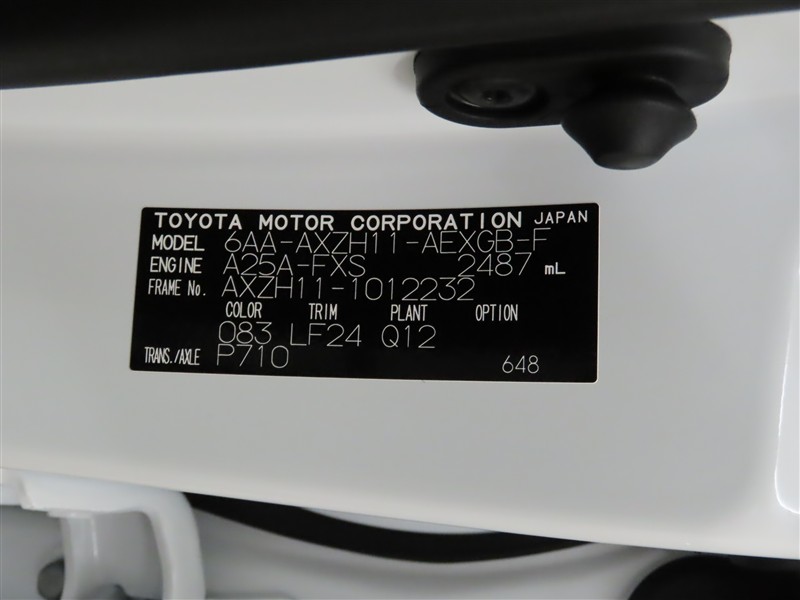 TOYOTA MOTOR CORPORATION JAPAN
MODEL 6AA-AXZH11-AEXGB-F
ENGINE A25A-FXS 2487 mL
FRAME No. AXZH11-1012232
COLOR TRIM PLANT OPTION
083 LF24 Q12
TRANS./AXLE P710
648